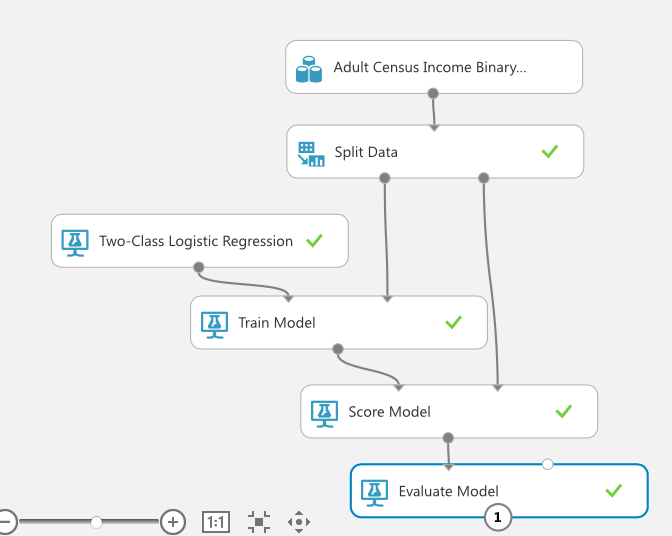 Adult Census Income Binary...
Split Data
Two-Class Logistic Regression
Train Model
Score Model
Evaluate Model
1
1:1